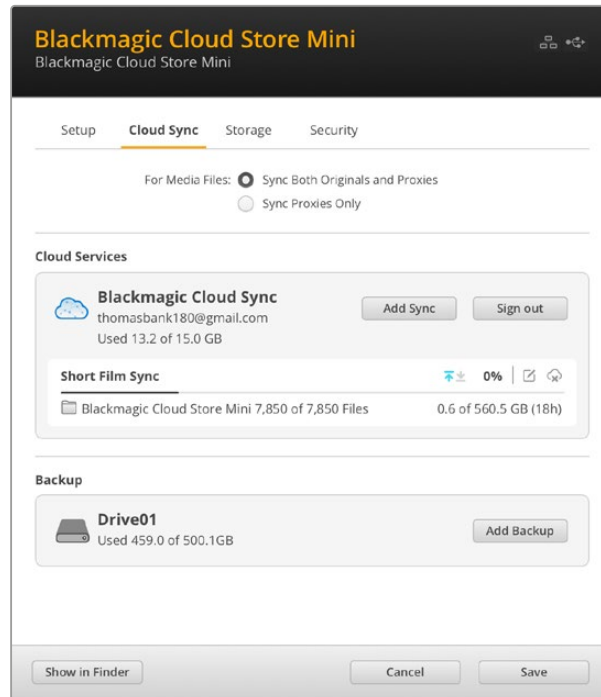 Blackmagic Cloud Store Mini
Blackmagic Cloud Store Mini
Setup Cloud Sync Storage Security
For Media Files: Sync Both Originals and Proxies
Sync Proxies Only
Cloud Services
Blackmagic Cloud Sync
thomasbank180@gmail.com
Used 13.2 of 15.0 GB
Add Sync Sign out
Short Film Sync 0%
Blackmagic Cloud Store Mini 7,850 of 7,850 Files 0.6 of 560.5 GB (18h)
Backup
Drive01
Used 459.0 of 500.1GB
Add Backup
Show in Finder Cancel Save